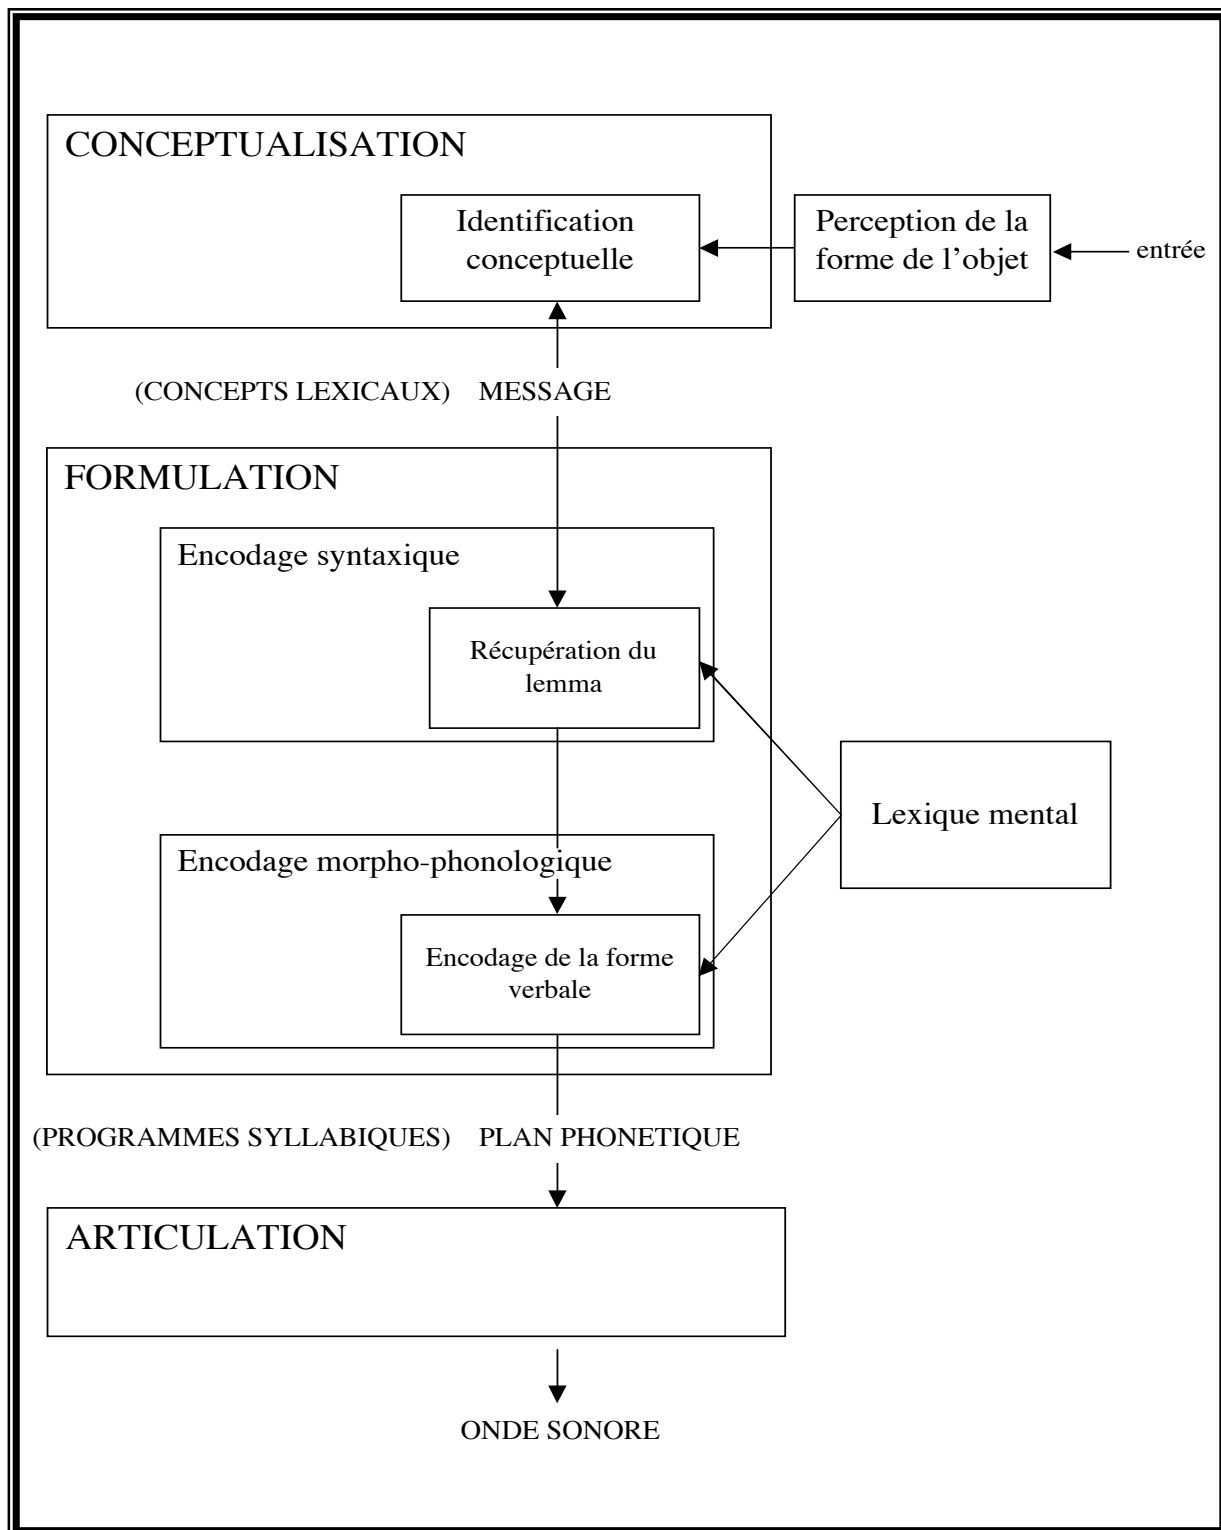 CONCEPTUALISATION
Identification
conceptuelle
Perception de la
forme de l’objet
entrée
(CONCEPTS LEXICAUX) MESSAGE
FORMULATION
Encodage syntaxique
Récupération du
lemma
Lexique mental
Encodage morpho-phonologique
Encodage de la forme
verbale
(PROGRAMMES SYLLABIQUES) PLAN PHONETIQUE
ARTICULATION
ONDE SONORE